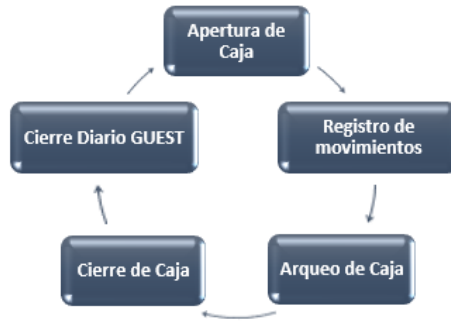 Apertura de
Caja
Registro de
movimientos
Arqueo de Caja
Cierre de Caja
Cierre Diario GUEST